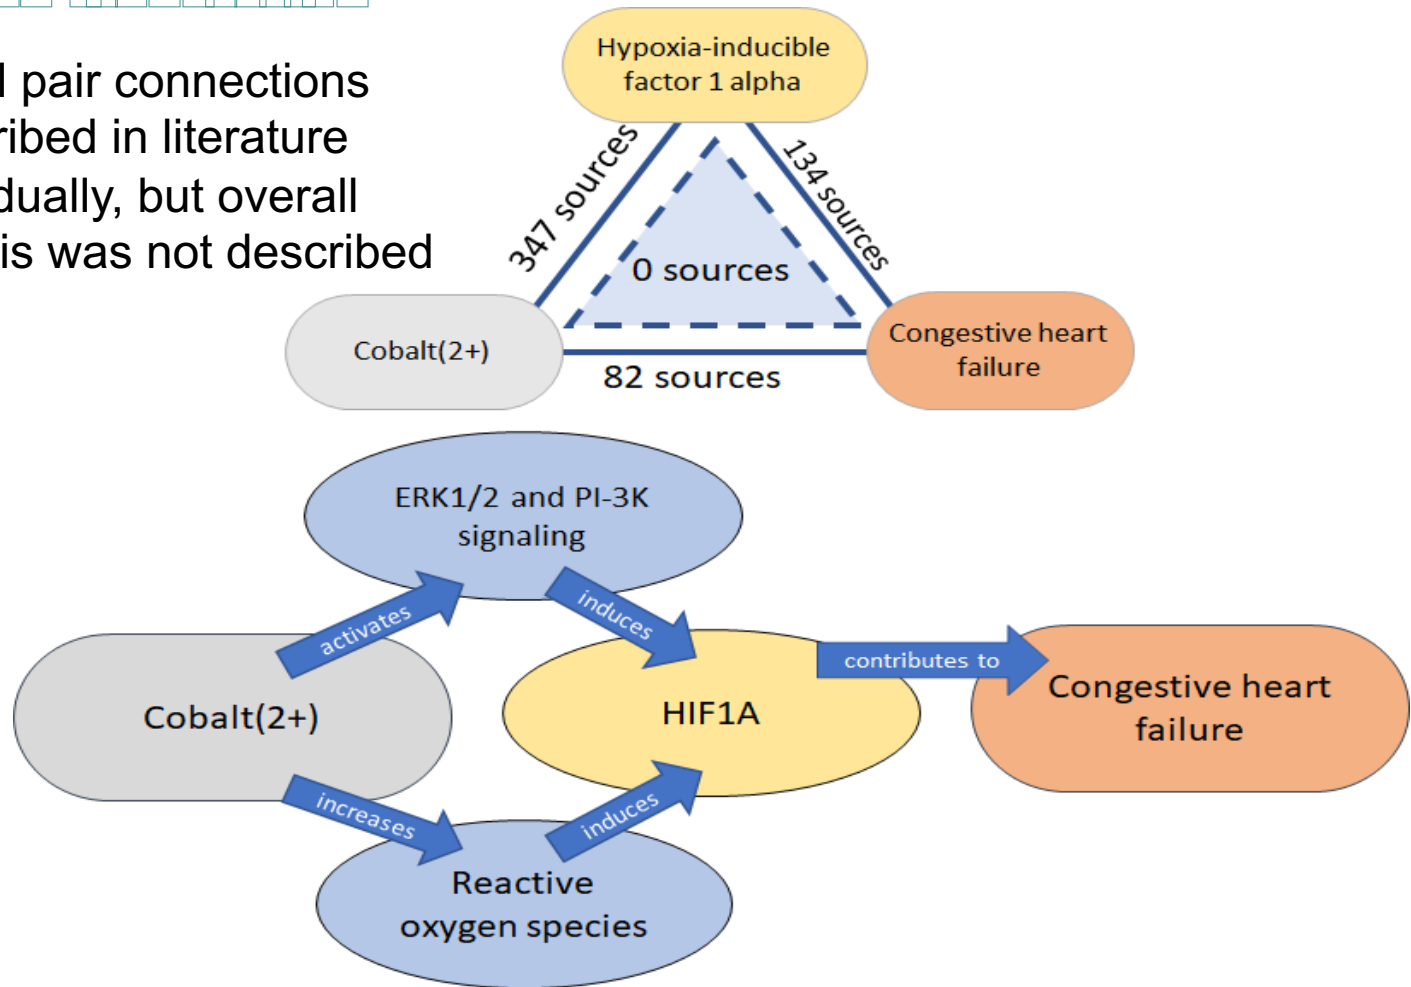 pair connections
ribed in literature
dually, but overall
is was not described
Hypoxia-inducible
factor 1 alpha
347 sources
134 sources
0 sources
Cobalt(2+)
Congestive heart
failure
82 sources
ERK1/2 and PI-3K
signaling
activates
induces
contributes to
Cobalt(2+)
HIF1A
Congestive heart
failure
increases
induces
Reactive
oxygen species